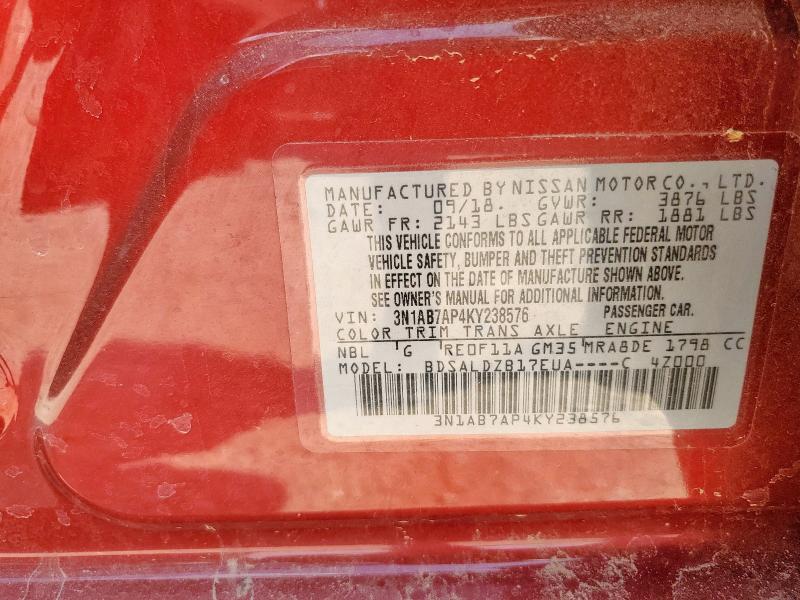 MANUFACTURED BY NISSAN MOTOR CO., LTD.
DATE: 09/18. GVWR: 3876 LBS
GAWR FR: 2143 LBS GAWR RR: 1881 LBS
THIS VEHICLE CONFORMS TO ALL APPLICABLE FEDERAL MOTOR
VEHICLE SAFETY, BUMPER AND THEFT PREVENTION STANDARDS
IN EFFECT ON THE DATE OF MANUFACTURE SHOWN ABOVE.
SEE OWNER'S MANUAL FOR ADDITIONAL INFORMATION.
VIN: 3N1AB7AP4KY238576 PASSENGER CAR.
COLOR TRIM TRANS AXLE ENGINE
NBL G RE0F11A GM35 MRA8DE 1798 CC
MODEL: BDSALDZB17EUA----C 4Z000
3N1AB7AP4KY238576